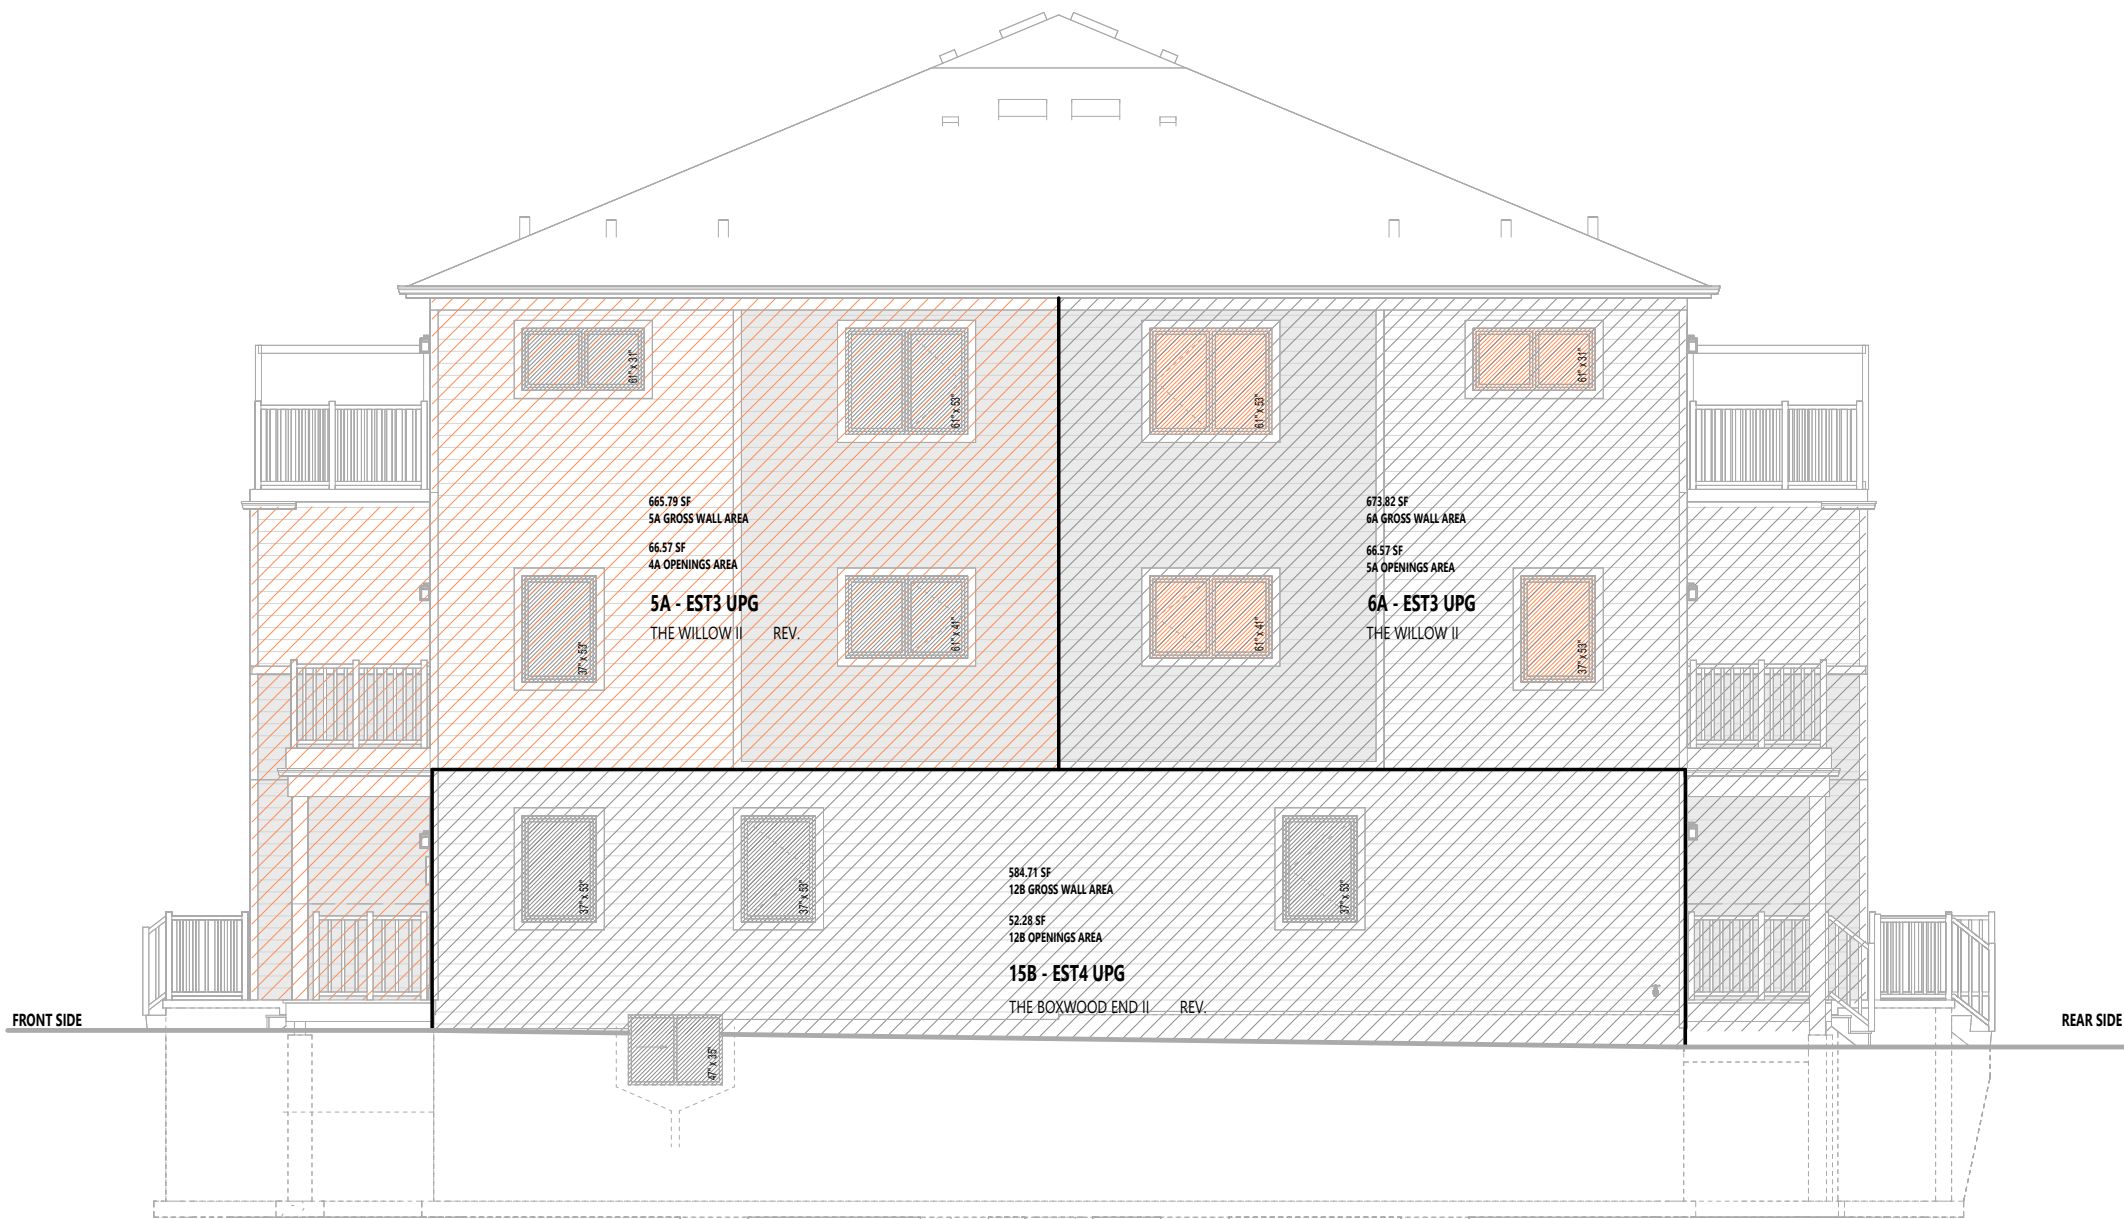 61" x 31"
61" x 53"
61" x 53"
61" x 31"
665.79 SF
5A GROSS WALL AREA
66.57 SF
4A OPENINGS AREA
5A - EST3 UPG
THE WILLOW II REV.
673.82 SF
6A GROSS WALL AREA
66.57 SF
5A OPENINGS AREA
6A - EST3 UPG
THE WILLOW II
37" x 53"
61" x 41"
61" x 41"
37" x 53"
37" x 53"
37" x 53"
37" x 53"
584.71 SF
12B GROSS WALL AREA
52.28 SF
12B OPENINGS AREA
15B - EST4 UPG
THE BOXWOOD END II REV.
FRONT SIDE
REAR SIDE
47" x 35"